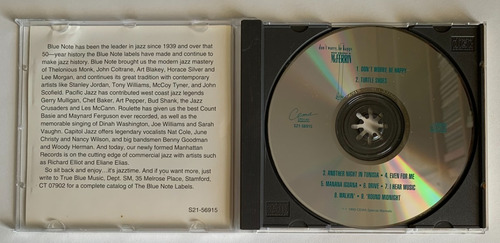 Blue Note has been the leader in jazz since 1939 and over that
50—year history the Blue Note labels have made and continue to
make jazz history. Blue Note brought us the modern jazz mastery
of Thelonious Monk, John Coltrane, Art Blakey, Horace Silver and
Lee Morgan, and continues its great tradition with contemporary
artists like Stanley Jordan, Tony Williams, McCoy Tyner, and John
Scofield. Pacific Jazz has contributed west coast jazz legends
Gerry Mulligan, Chet Baker, Art Pepper, Bud Shank, the Jazz
Crusaders and Les McCann. Roulette has given us the best Count
Basie and Maynard Ferguson ever recorded, as well as the
memorable singing of Dinah Washington, Joe Williams and Sarah
Vaughn. Capitol Jazz offers legendary vocalists Nat Cole, June
Christy and Nancy Wilson, and big bandsmen Benny Goodman
and Woody Herman. And today, our newly formed Manhattan
Records is on the cutting edge of commercial jazz with artists such
as Richard Elliot and Eliane Elias.
So sit back and enjoy ...it's jazztime. And if you want more, just
write to True Blue Music, Dept. SM, 35 Melrose Place, Stamford,
CT 07902 for a complete catalog of The Blue Note Labels.
S21-56915
don't worry, be happy
McFERRIN
1. DON'T WORRY BE HAPPY
2. TURTLE SHOES
3. ANOTHER NIGHT IN TUNISIA • 4. EVEN FOR ME
5. MANANA IGUANA • 6. DRIVE • 7. I HEAR MUSIC
8. WALKIN' • 9. 'ROUND MIDNIGHT